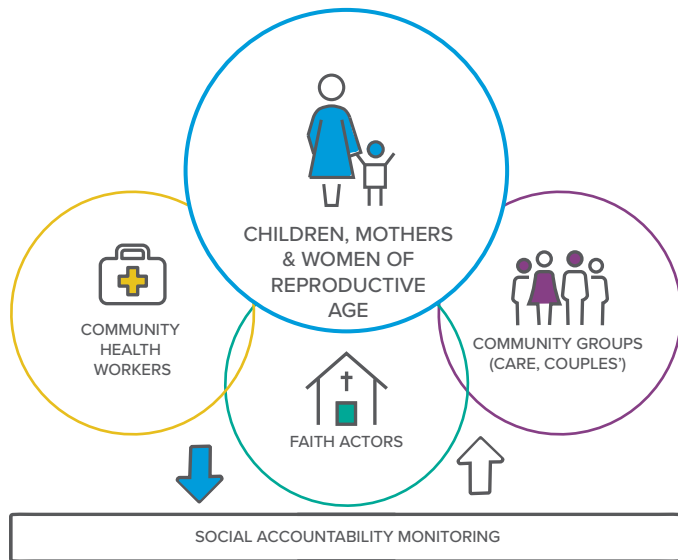 CHILDREN, MOTHERS
& WOMEN OF
REPRODUCTIVE
AGE
COMMUNITY
HEALTH
WORKERS
COMMUNITY GROUPS
(CARE, COUPLES’)
FAITH ACTORS
SOCIAL ACCOUNTABILITY MONITORING